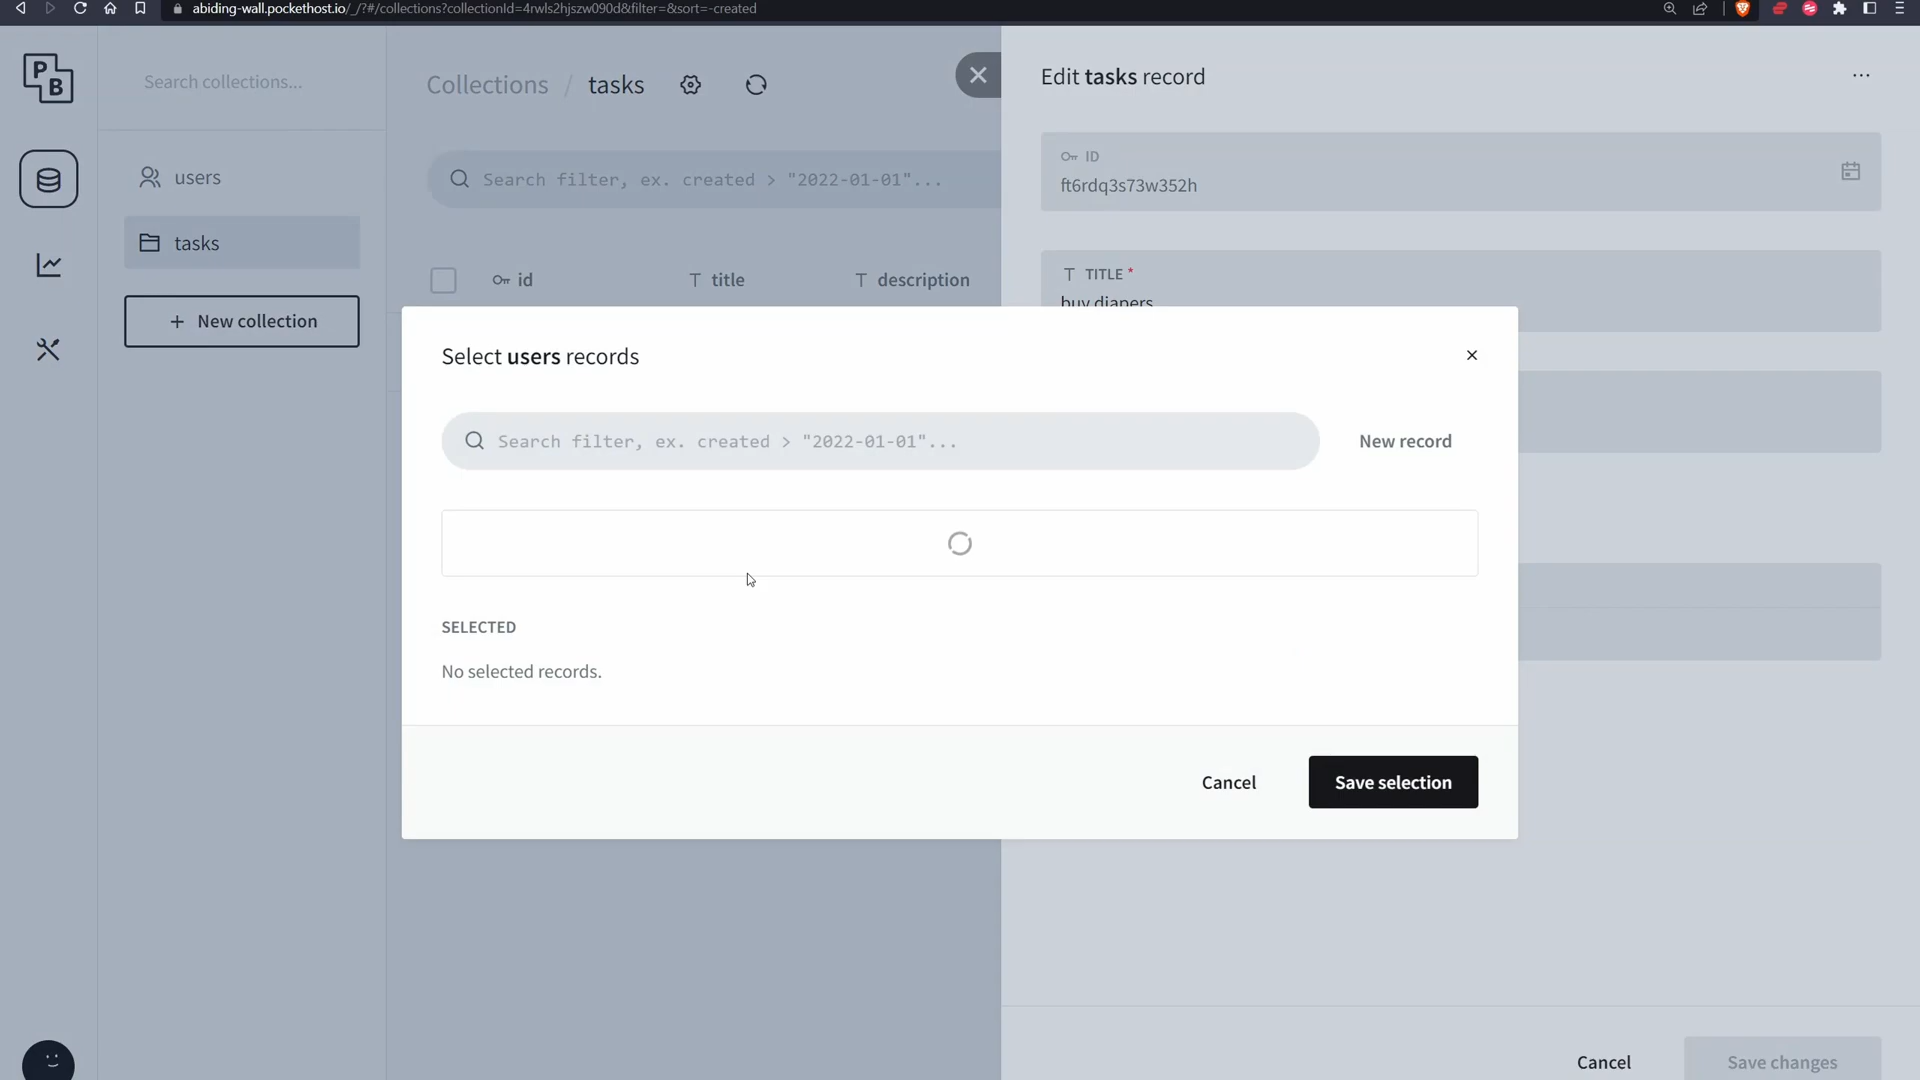 abiding-wall.pockethost.io/_/?#/collections?collectionId=4rwls2hjszw090d&filter=&sort=-created
P
B
Search collections...
users
tasks
+ New collection
Collections / tasks
Search filter, ex. created > "2022-01-01"...
id
title
description
Edit tasks record
ID
ft6rdq3s73w352h
TITLE *
buy diapers
Select users records
Search filter, ex. created > "2022-01-01"...
New record
SELECTED
No selected records.
Cancel
Save selection
Cancel
Save changes